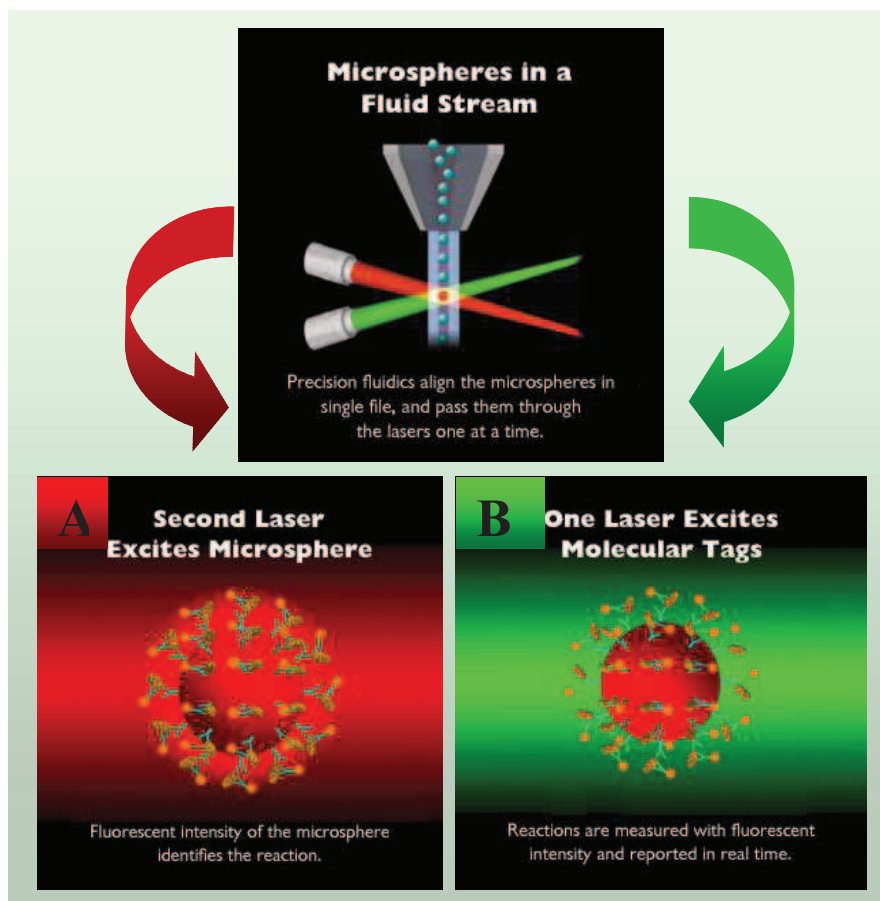 Microspheres in a
Fluid Stream
Precision fluidics align the microspheres in
single file, and pass them through
the lasers one at a time.
A
Second Laser
Excites Microsphere
Fluorescent intensity of the microsphere
identifies the reaction.
B
One Laser Excites
Molecular Tags
Reactions are measured with fluorescent
intensity and reported in real time.